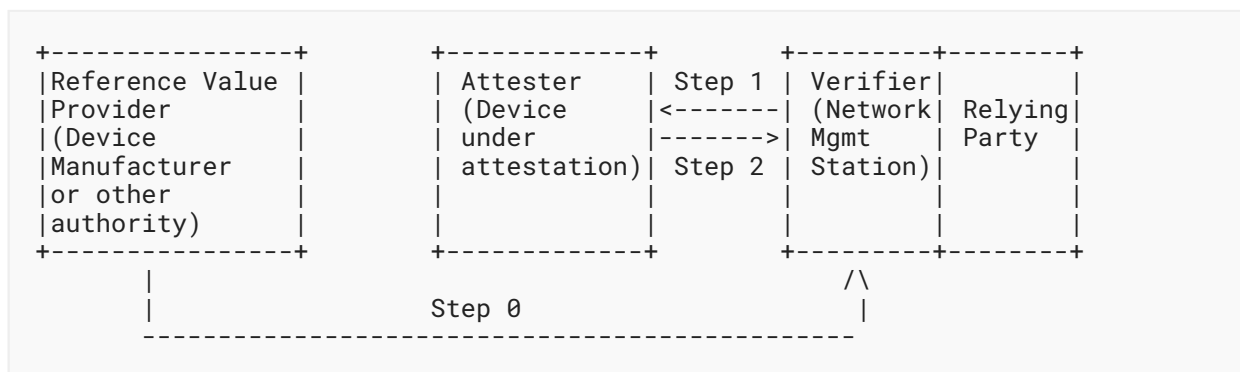 +----------------+        +-------------+        +---------+--------+
|Reference Value |        | Attester    | Step 1 | Verifier|        |
|Provider        |        | (Device     |<-------| (Network| Relying|
|(Device         |        | under       |------->| Mgmt    | Party  |
|Manufacturer    |        | attestation)| Step 2 | Station)|        |
|or other        |        |             |        |         |        |
|authority)      |        |             |        |         |        |
+----------------+        +-------------+        +---------+--------+
       |                                             /\
       |                  Step 0                      |
       -----------------------------------------------